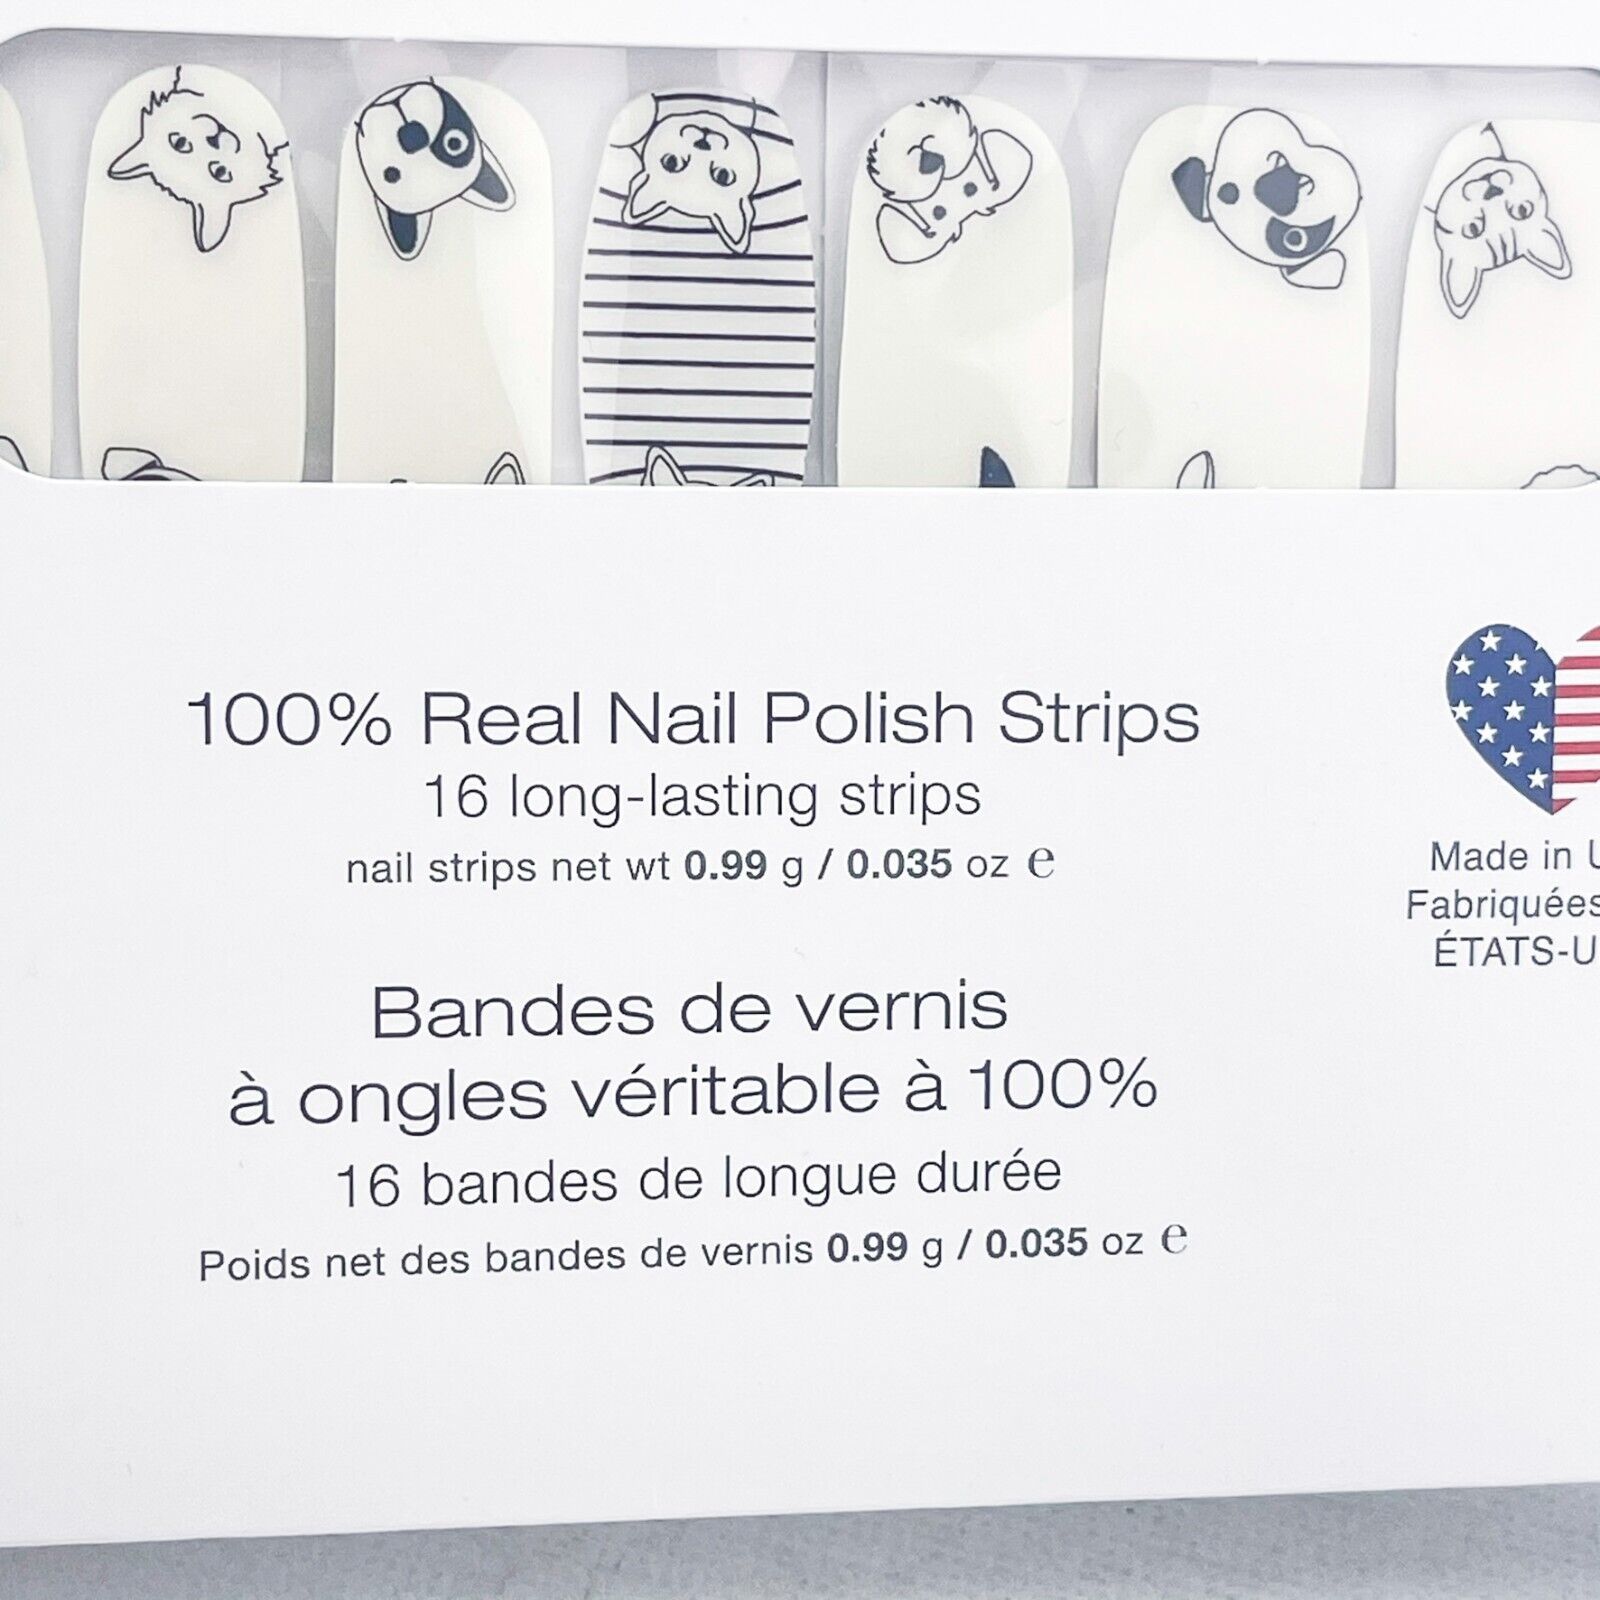 100% Real Nail Polish Strips
16 long-lasting strips
nail strips net wt 0.99 g / 0.035 oz ℮
Bandes de vernis
à ongles véritable à 100%
16 bandes de longue durée
Poids net des bandes de vernis 0.99 g / 0.035 oz ℮
Made in
Fabriquées
ÉTATS-U